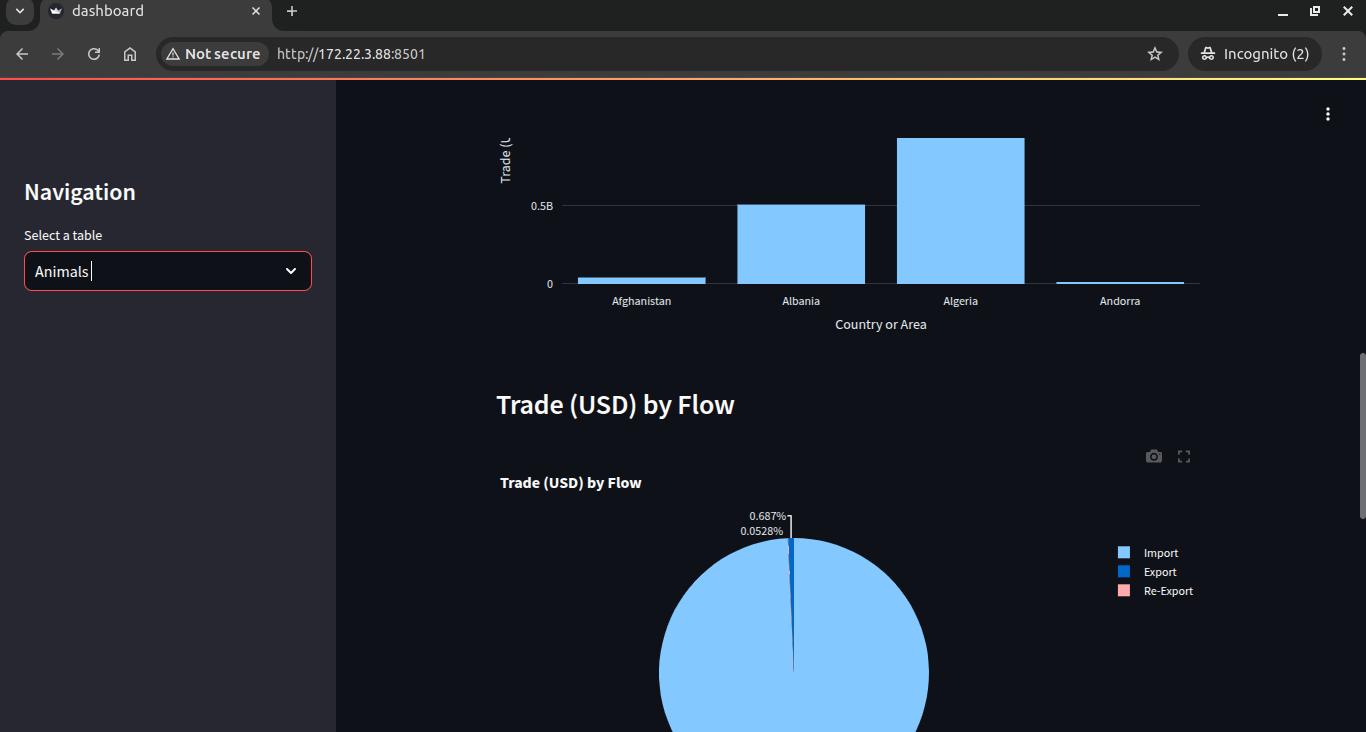 dashboard
Not secure
http://172.22.3.88:8501
Incognito (2)
Navigation
Select a table
Animals
Trade (
0.5B
0
Afghanistan
Albania
Algeria
Andorra
Country or Area
Trade (USD) by Flow
Trade (USD) by Flow
0.687%
0.0528%
Import
Export
Re-Export